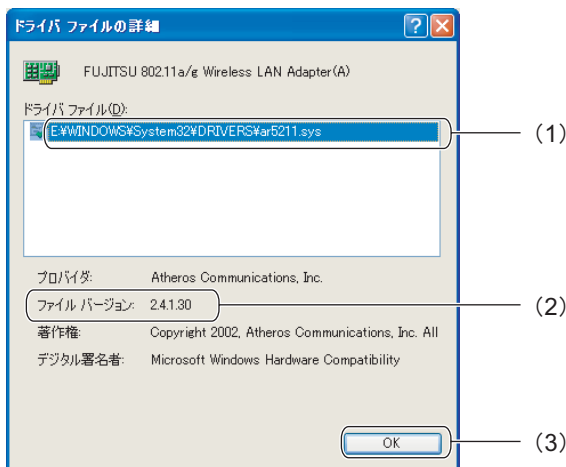 ドライバ ファイルの詳細
FUJITSU 802.11a/g Wireless LAN Adapter(A)
ドライバ ファイル(D):
E:¥WINDOWS¥System32¥DRIVERS¥ar5211.sys
(1)
プロバイダ: Atheros Communications, Inc.
ファイル バージョン: 2.4.1.30
(2)
著作権: Copyright 2002, Atheros Communications, Inc. All
デジタル署名者: Microsoft Windows Hardware Compatibility
OK
(3)